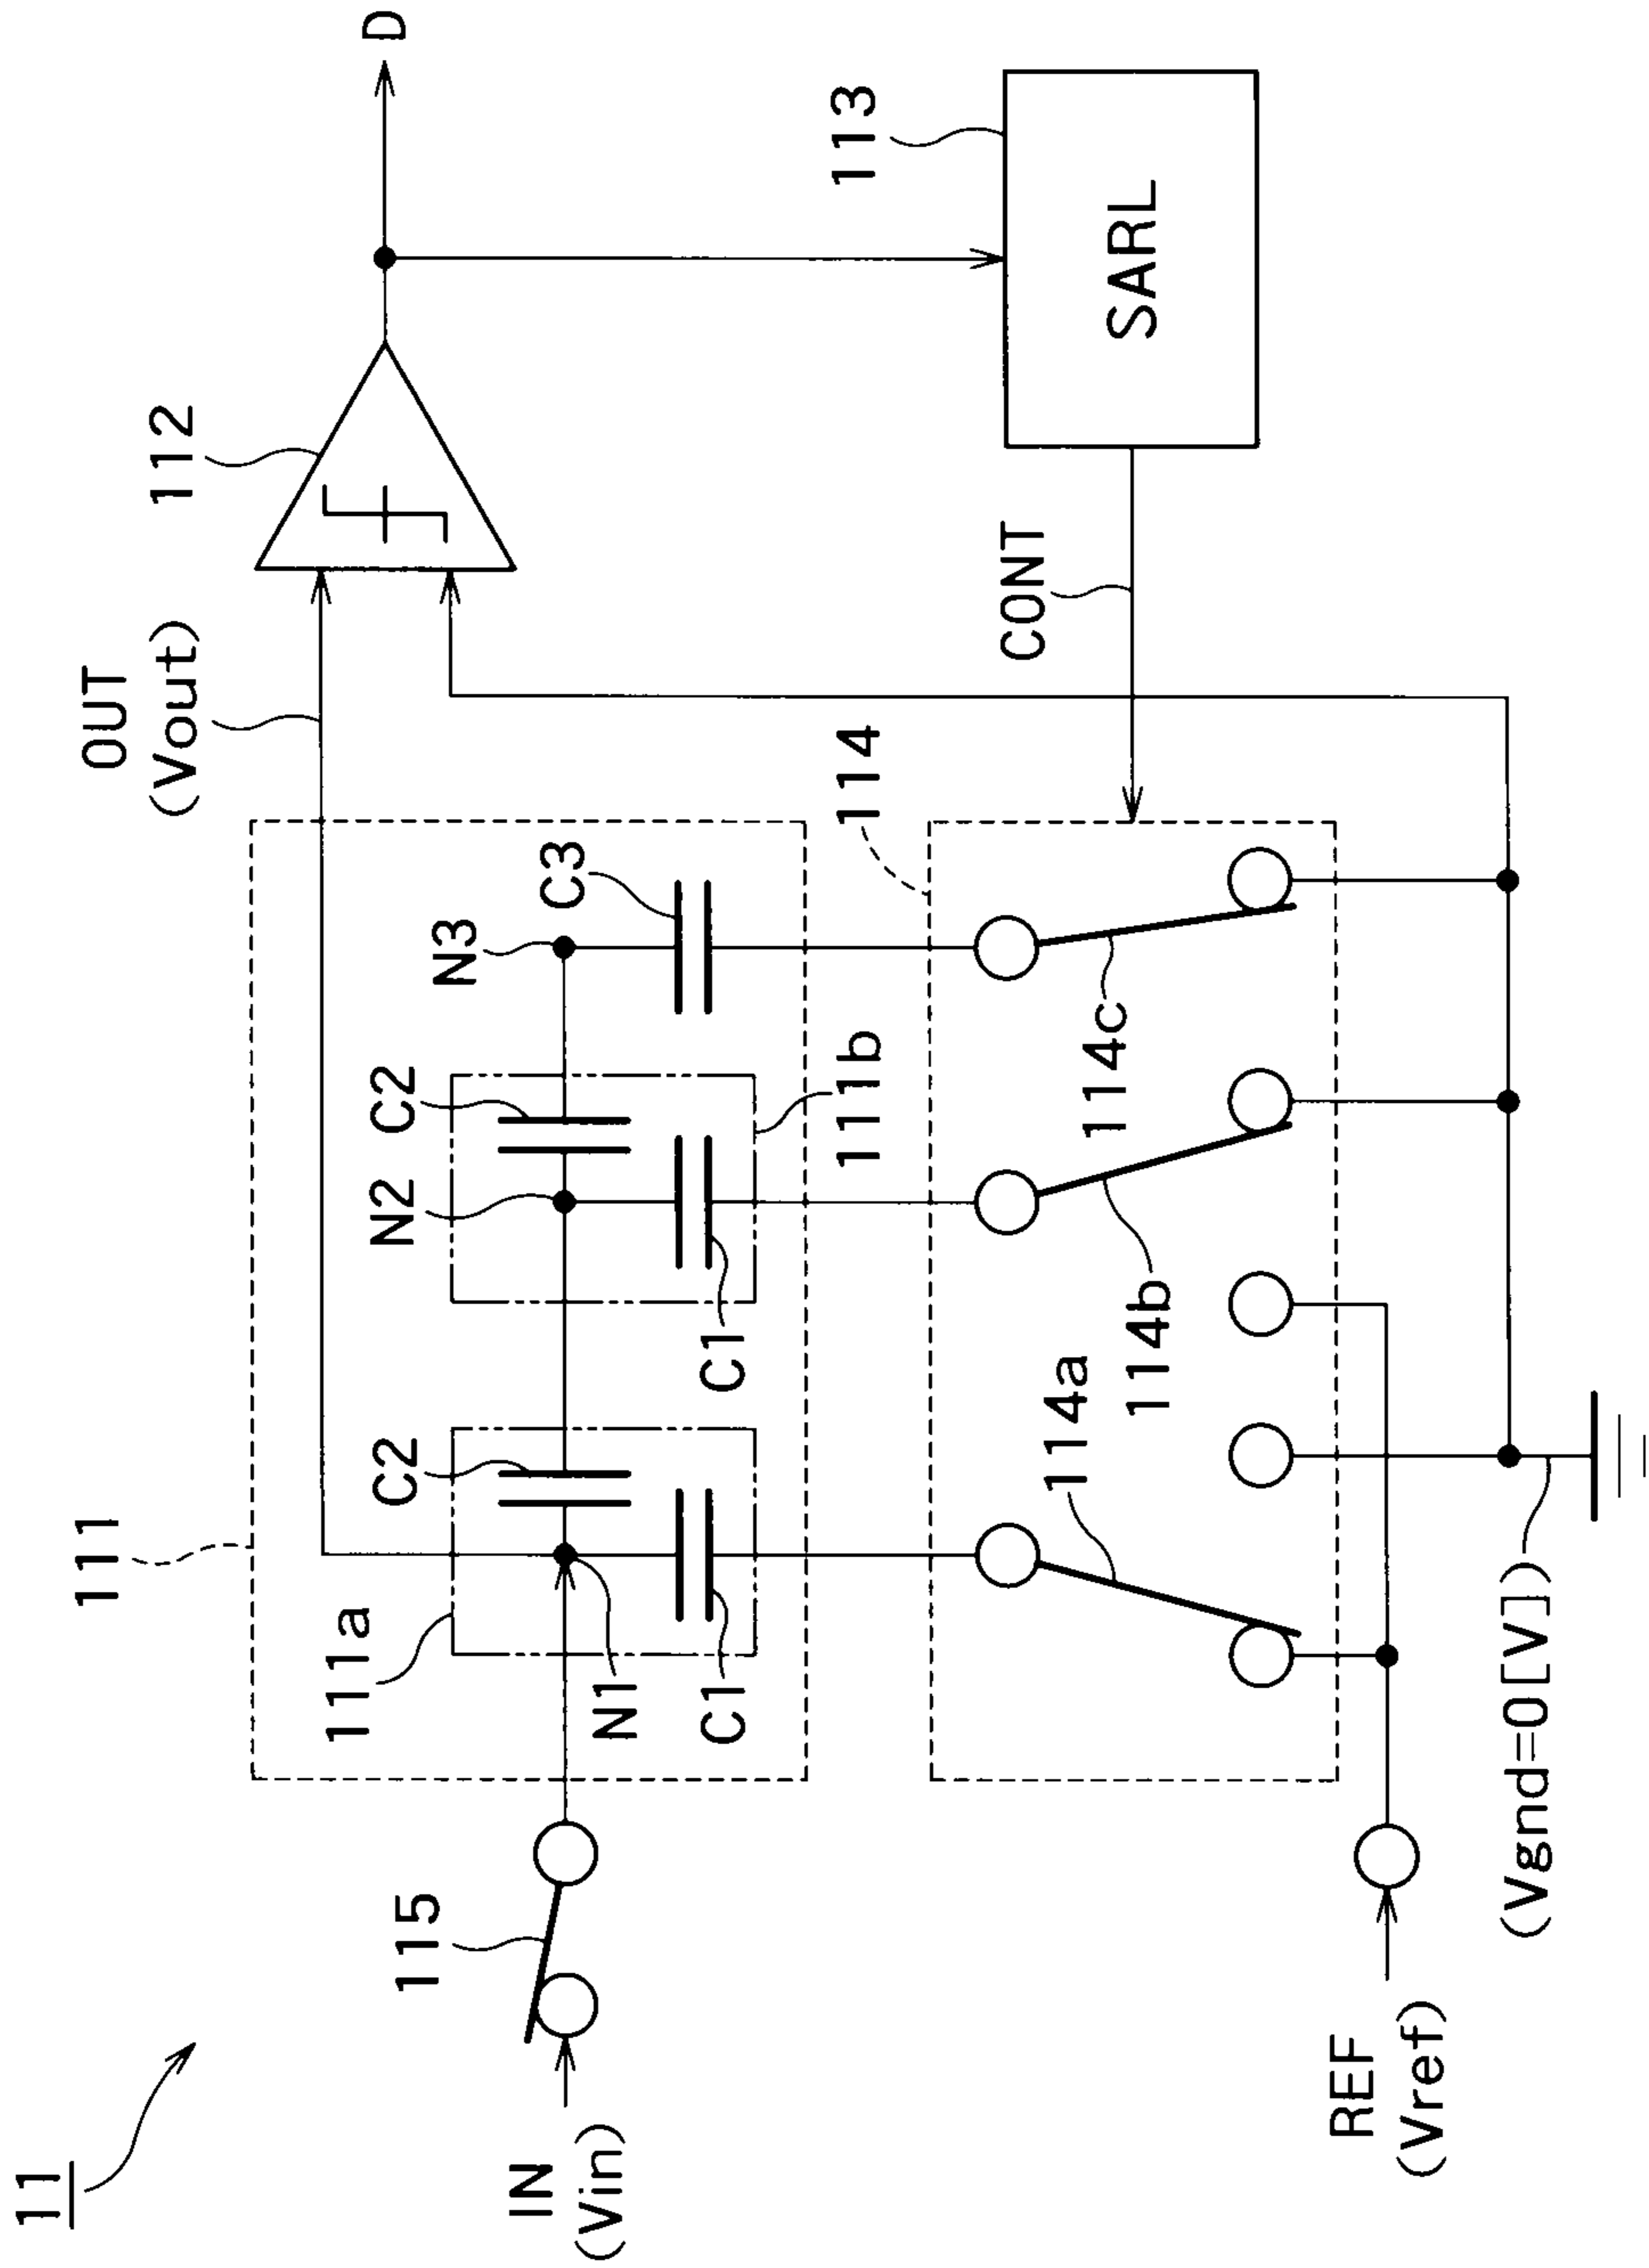 11
111
OUT
(Vout)
112
D
111a
C2
N2
C2
N3
C3
115
IN
(Vin)
N1
C1
C1
111b
114
CONT
113
SARL
114a
114b
114c
REF
(Vref)
(Vgnd=0[V])